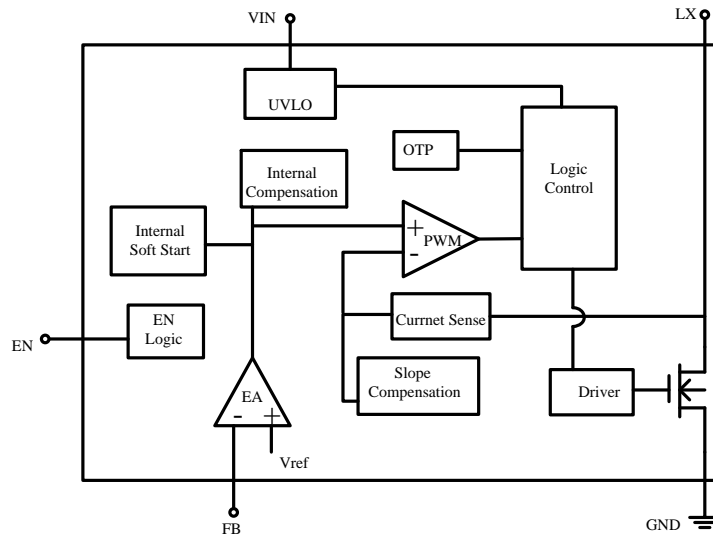 VIN
LX
UVLO
OTP
Logic
Control
Internal
Compensation
Internal
Soft Start
+
PWM
-
EN
Logic
EN
Currnet Sense
Slope
Compensation
EA
- +
Driver
Vref
FB
GND